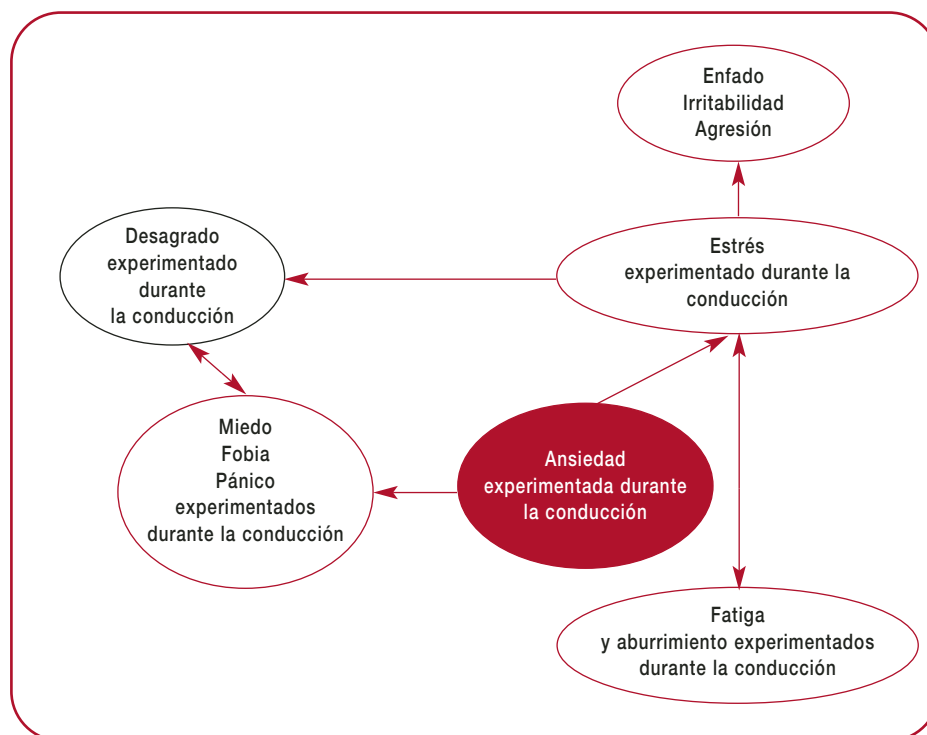 Enfado
Irritabilidad
Agresión
Desagrado
experimentado
durante
la conducción
Estrés
experimentado durante la
conducción
Miedo
Fobia
Pánico
experimentados
durante la conducción
Ansiedad
experimentada durante
la conducción
Fatiga
y aburrimiento experimentados
durante la conducción